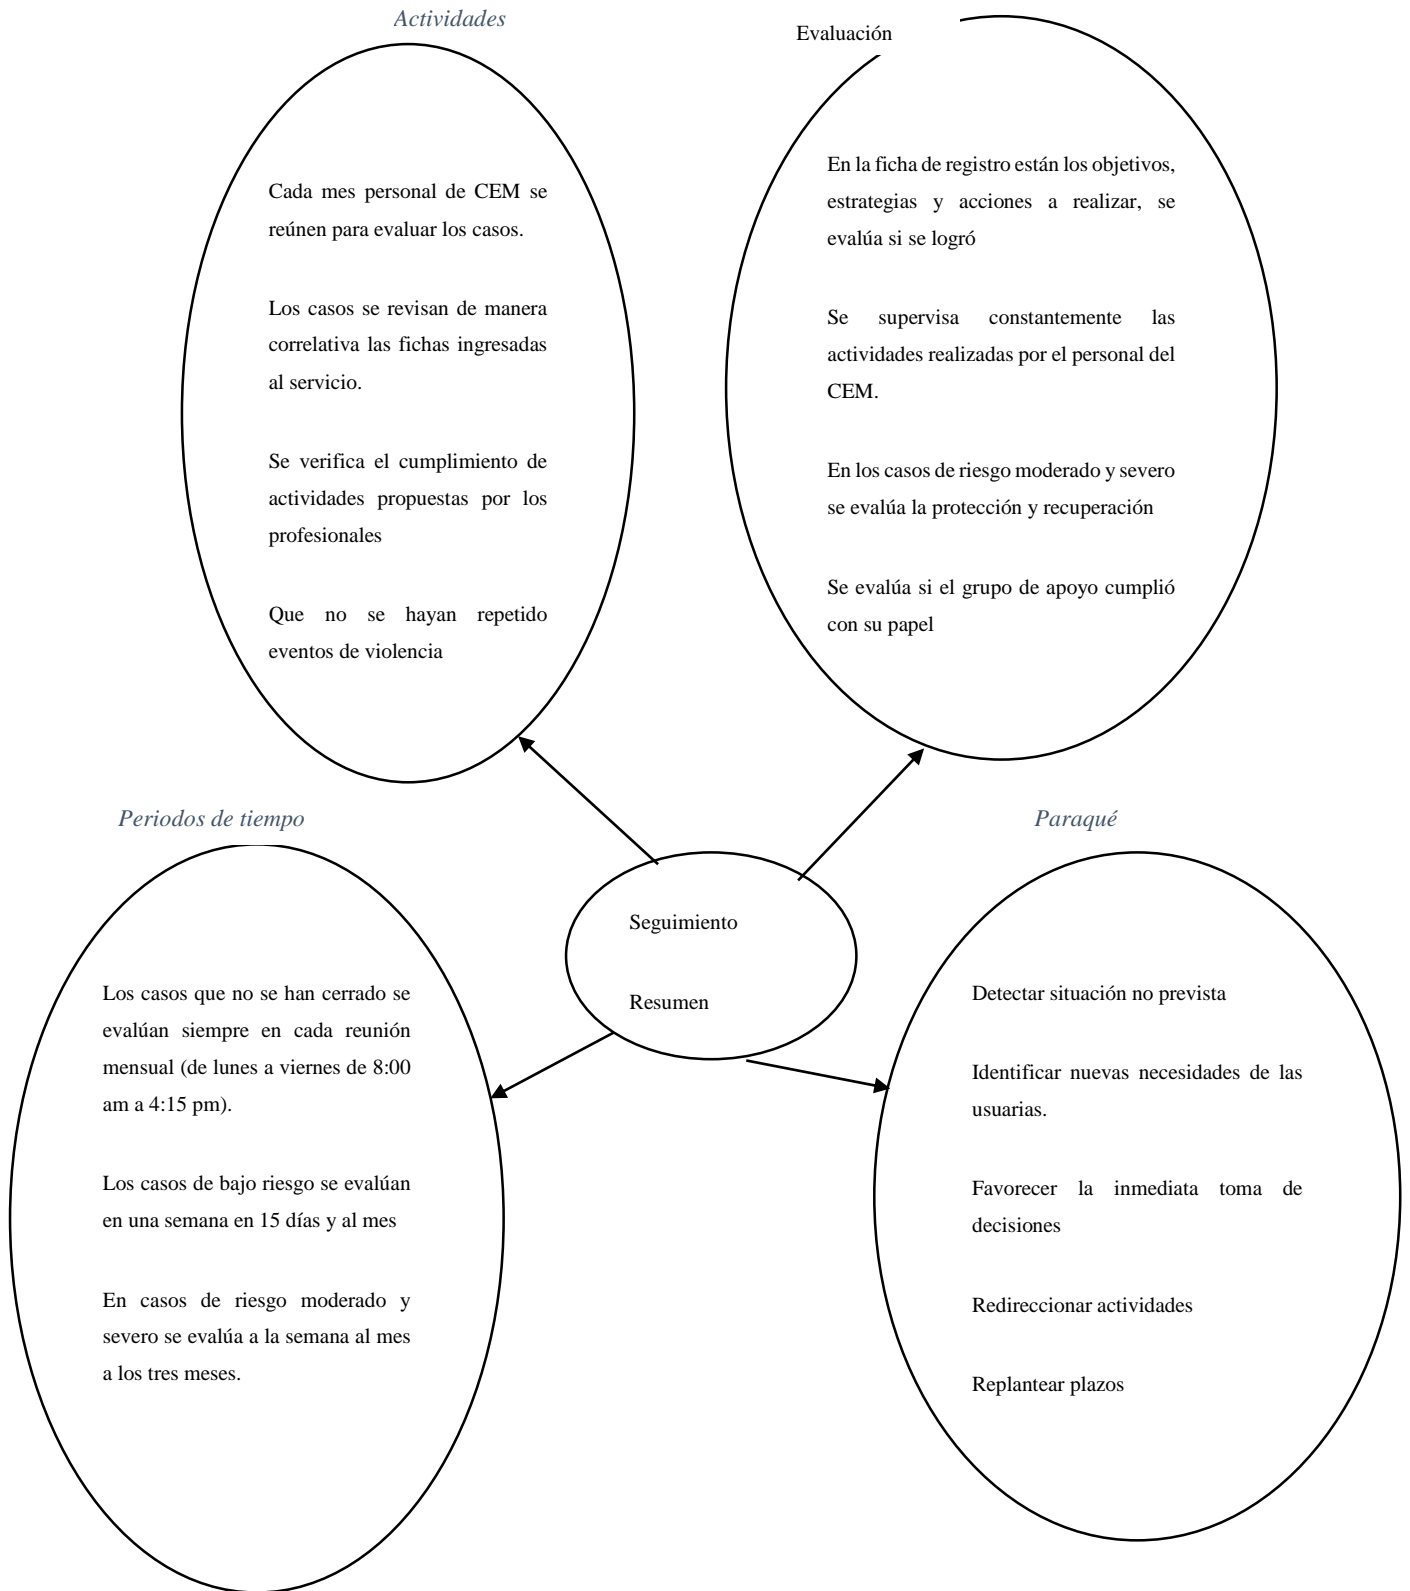 Actividades
Cada mes personal de CEM se
reúnen para evaluar los casos.
Los casos se revisan de manera
correlativa las fichas ingresadas
al servicio.
Se verifica el cumplimiento de
actividades propuestas por los
profesionales
Que no se hayan repetido
eventos de violencia
Evaluación
En la ficha de registro están los objetivos,
estrategias y acciones a realizar, se
evalúa si se logró
Se supervisa constantemente las
actividades realizadas por el personal del
CEM.
En los casos de riesgo moderado y severo
se evalúa la protección y recuperación
Se evalúa si el grupo de apoyo cumplió
con su papel
Seguimiento
Resumen
Periodos de tiempo
Los casos que no se han cerrado se
evalúan siempre en cada reunión
mensual (de lunes a viernes de 8:00
am a 4:15 pm).
Los casos de bajo riesgo se evalúan
en una semana en 15 días y al mes
En casos de riesgo moderado y
severo se evalúa a la semana al mes
a los tres meses.
Paraqué
Detectar situación no prevista
Identificar nuevas necesidades de las
usuarias.
Favorecer la inmediata toma de
decisiones
Redireccionar actividades
Replantear plazos